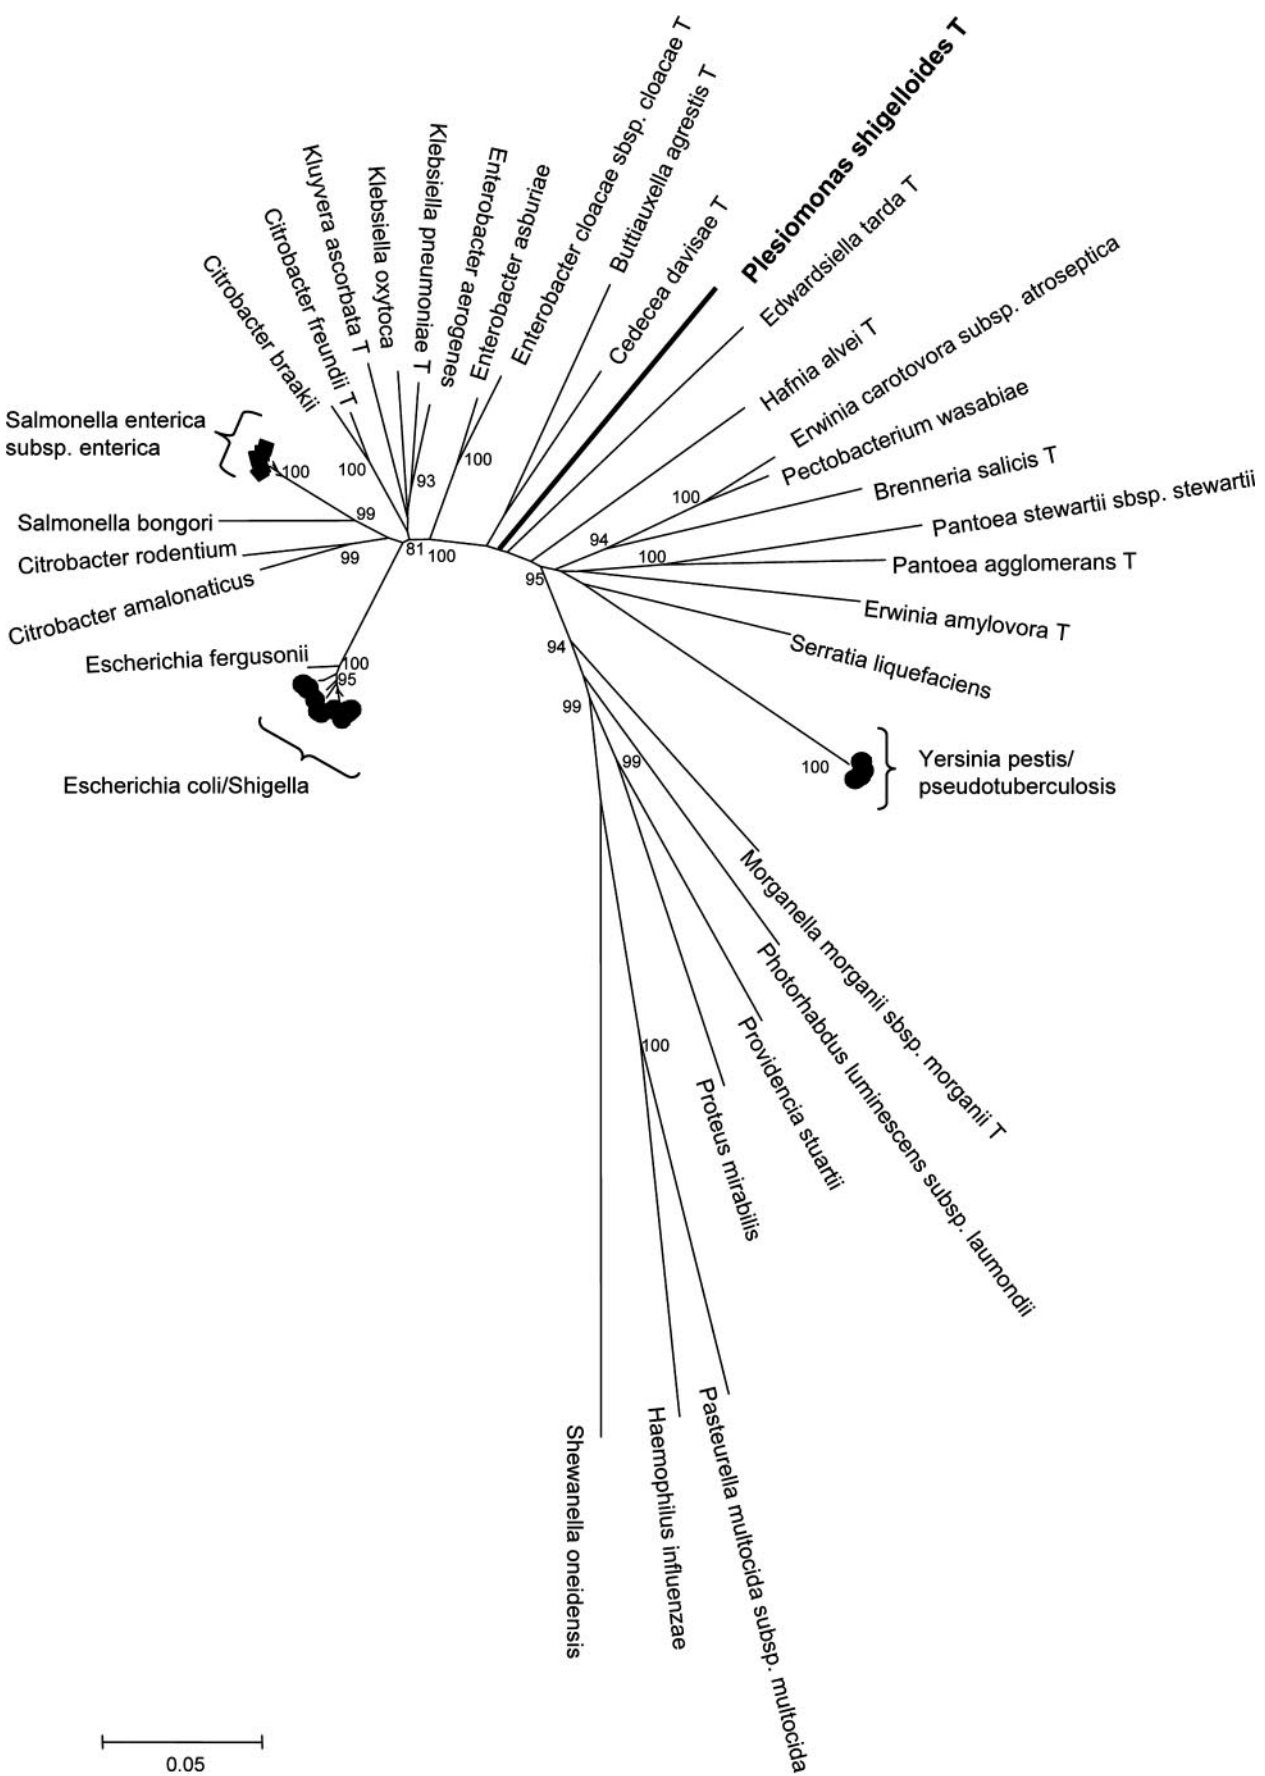 Enterobacter cloacae sbsp. cloacae T
Plesiomonas shigelloides T
Buttiauxella agrestis T
Klebsiella pneumoniae T
Kluyvera ascorbata T
Enterobacter aerogenes
Klebsiella oxytoca
Enterobacter asburiae
Edwardsiella tarda T
Cedecea davisae T
Citrobacter freundii T
Erwinia carotovora subsp. atroseptica
Citrobacter braakii
Hafnia alvei T
Pectobacterium wasabiae
Salmonella enterica
subsp. enterica
Brenneria salicis T
100
100
93
100
Pantoea stewartii sbsp. stewartii
100
99
Salmonella bongori
Citrobacter rodentium
99
81
100
94
100
Pantoea agglomerans T
95
Citrobacter amalonaticus
Erwinia amylovora T
94
Serratia liquefaciens
Escherichia fergusonii
100
95
99
99
100
Yersinia pestis/
pseudotuberculosis
Escherichia coli/Shigella
Morganella morganii sbsp. morganii T
Photorhabdus luminescens subsp. laumondii
Providencia stuartii
100
Proteus mirabilis
Pasteurella multocida subsp. multocida
Haemophilus influenzae
Shewanella oneidensis
0.05